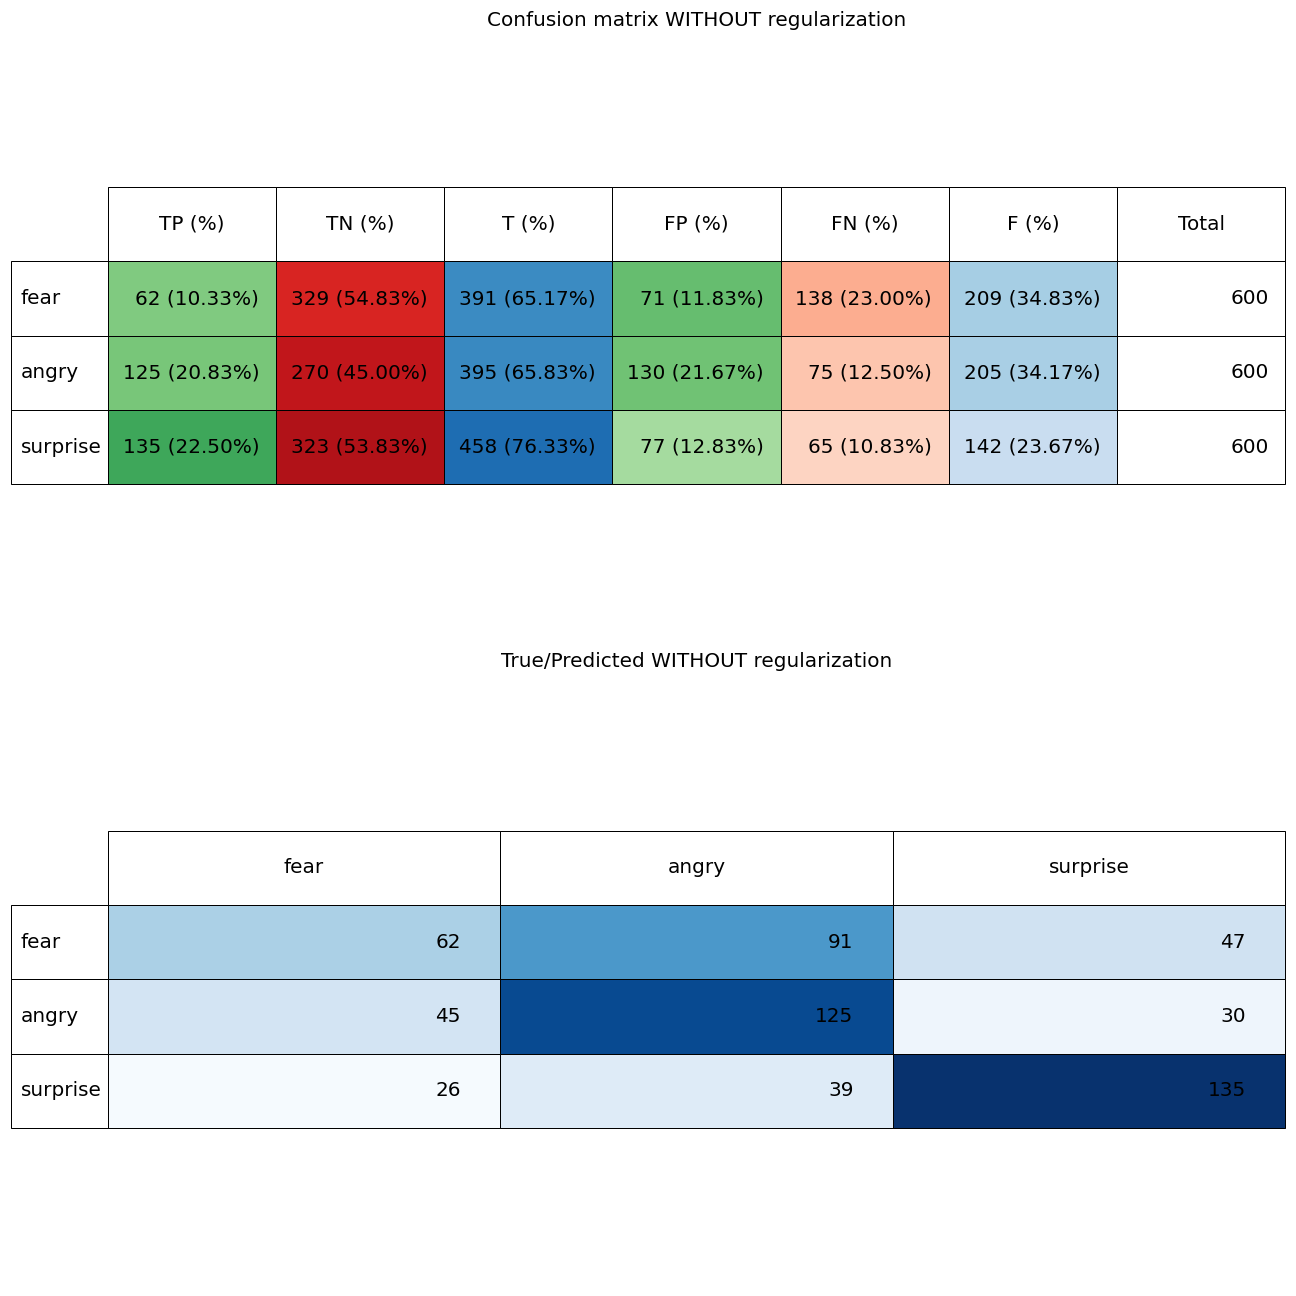 Confusion matrix WITHOUT regularization
TP (%) TN (%) T (%) FP (%) FN (%) F (%) Total
fear 62 (10.33%) 329 (54.83%) 391 (65.17%) 71 (11.83%) 138 (23.00%) 209 (34.83%) 600
angry 125 (20.83%) 270 (45.00%) 395 (65.83%) 130 (21.67%) 75 (12.50%) 205 (34.17%) 600
surprise 135 (22.50%) 323 (53.83%) 458 (76.33%) 77 (12.83%) 65 (10.83%) 142 (23.67%) 600
True/Predicted WITHOUT regularization
fear angry surprise
fear 62 91 47
angry 45 125 30
surprise 26 39 135